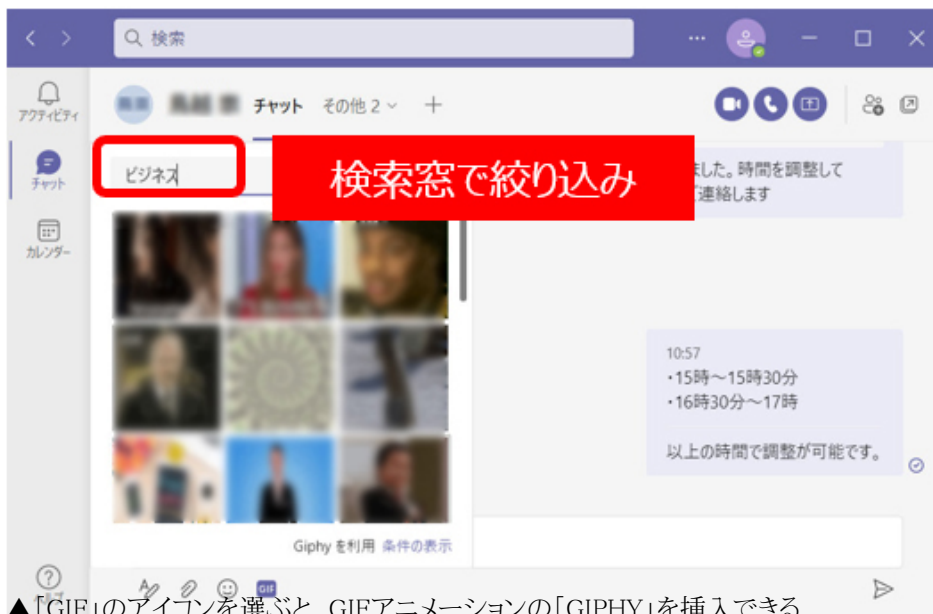 検索
アクティビティ
チャット
カレンダー
チャット その他 2
ビジネス
検索窓で絞り込み
した。時間を調整して
連絡します
10:57
・15時～15時30分
・16時30分～17時
以上の時間で調整が可能です。
Giphy を利用 条件の表示
GIF
▲「GIF」のアイコンを選ぶと、GIFアニメーションの「GIPHY」を挿入できる